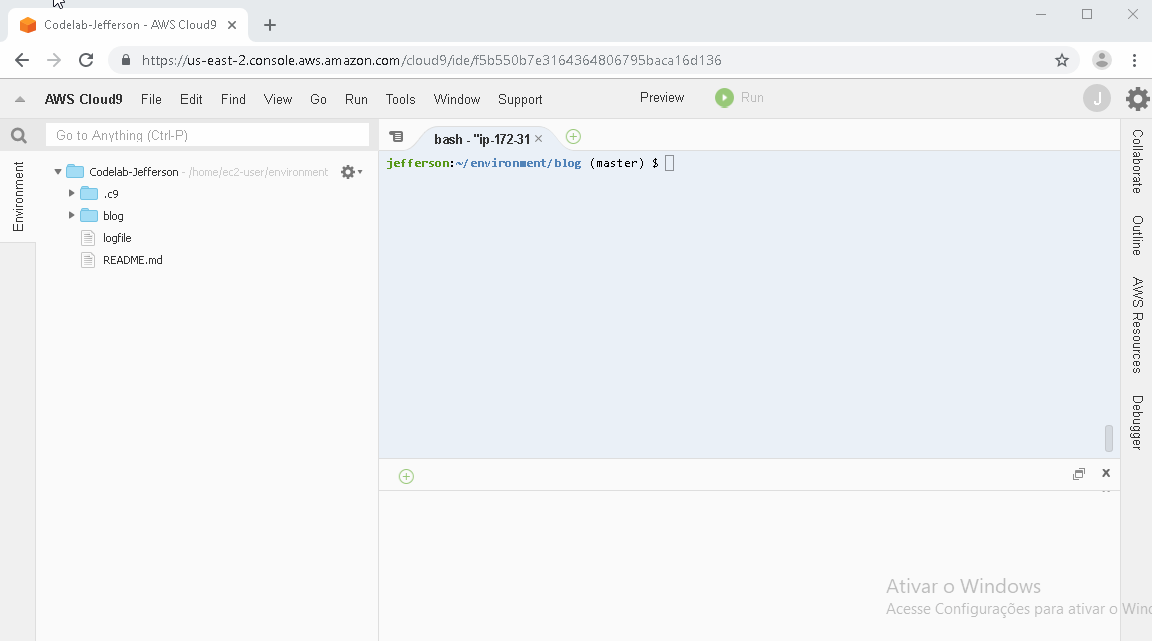 Codelab-Jefferson - AWS Cloud9
https://us-east-2.console.aws.amazon.com/cloud9/ide/f5b550b7e3164364806795baca16d136
AWS Cloud9 File Edit Find View Go Run Tools Window Support Preview Run J
Go to Anything (Ctrl-P)
bash - "ip-172-31
Environment
Codelab-Jefferson - /home/ec2-user/environment
.c9
blog
logfile
README.md
jefferson:~/environment/blog (master) $
Collaborate
Outline
AWS Resources
Debugger
Ativar o Windows
Acesse Configurações para ativar o Wind